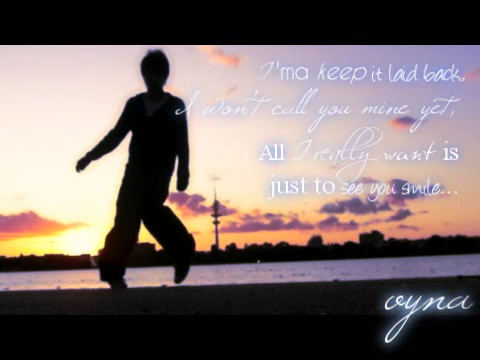 I'ma keep it laid back,
I won't call you mine yet,
All I really want is
just to see you smile...
oyna